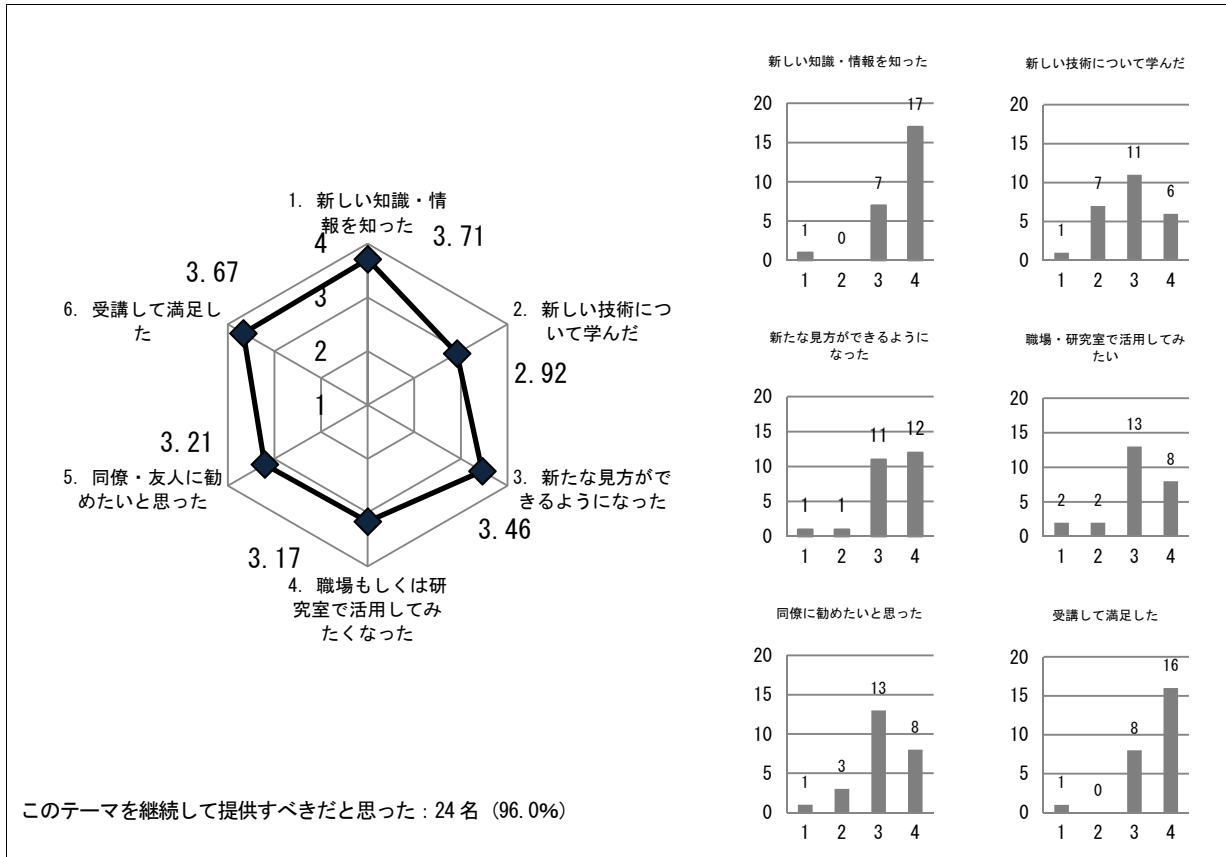 1. 新しい知識・情
報を知った
3.71
2. 新しい技術につ
いて学んだ
2.92
3. 新たな見方がで
きるようになった
3.46
4. 職場もしくは研
究室で活用してみ
たくなった
3.17
5. 同僚・友人に勧
めたいと思った
3.21
6. 受講して満足し
た
3.67
4
3
2
1
このテーマを継続して提供すべきだと思った：24 名（96.0%）
新しい知識・情報を知った
20
15
10
5
0
1
0
7
17
1 2 3 4
新しい技術について学んだ
20
15
10
5
0
1
7
11
6
1 2 3 4
新たな見方ができるように
なった
20
15
10
5
0
1
1
11
12
1 2 3 4
職場・研究室で活用してみ
たい
20
15
10
5
0
2
2
13
8
1 2 3 4
同僚に勧めたいと思った
20
15
10
5
0
1
3
13
8
1 2 3 4
受講して満足した
20
15
10
5
0
1
0
8
16
1 2 3 4